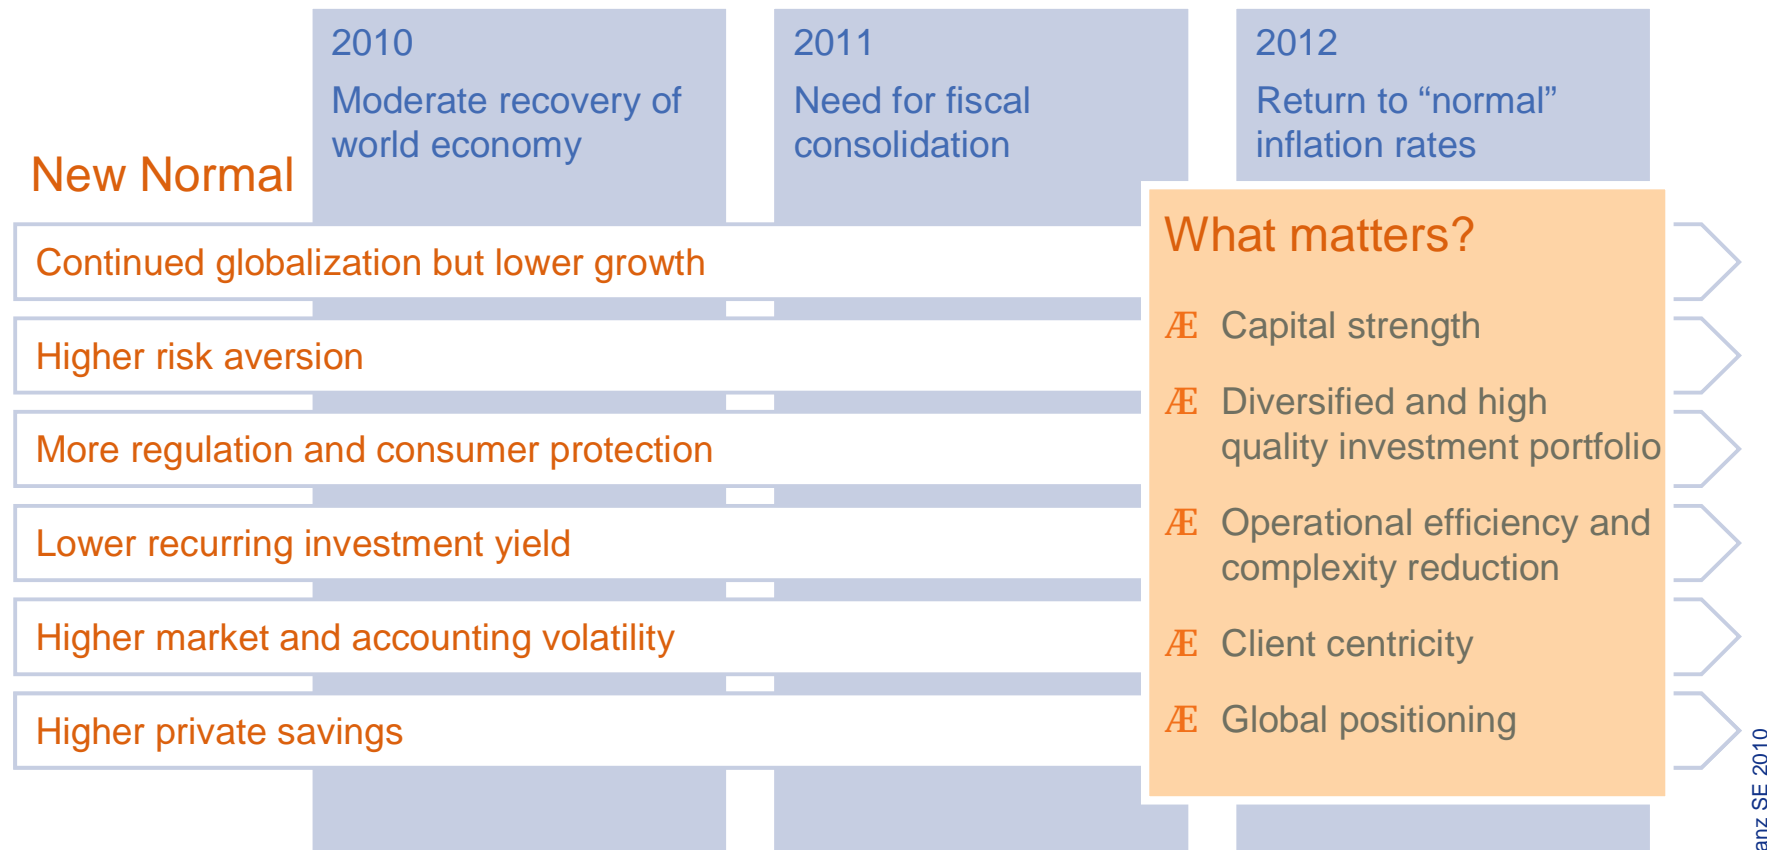 2010
Moderate recovery of
world economy
2011
Need for fiscal
consolidation
2012
Return to “normal”
inflation rates
New Normal
Continued globalization but lower growth
Higher risk aversion
More regulation and consumer protection
Lower recurring investment yield
Higher market and accounting volatility
Higher private savings
What matters?
Æ Capital strength
Æ Diversified and high
quality investment portfolio
Æ Operational efficiency and
complexity reduction
Æ Client centricity
Æ Global positioning
SE 2010